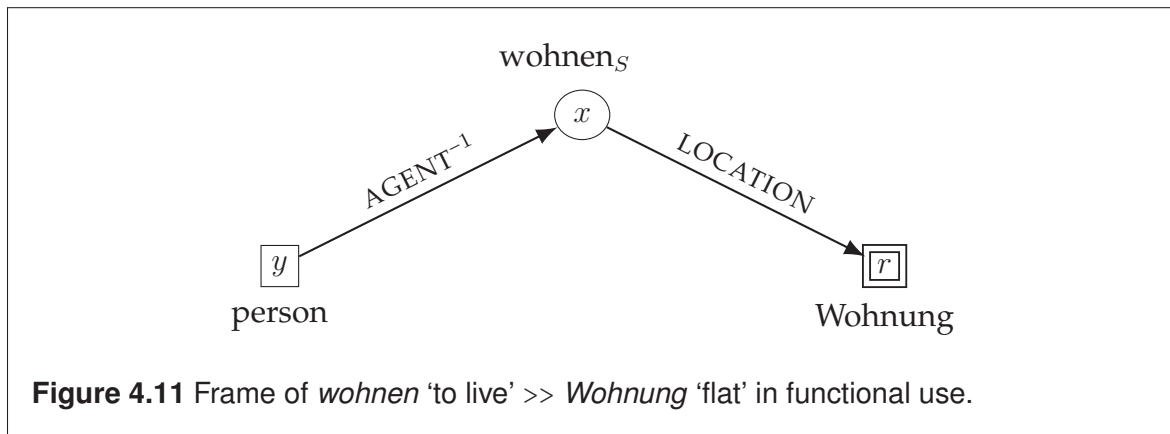 wohnen_S
x
AGENT⁻¹
LOCATION
y
r
person
Wohnung
Figure 4.11 Frame of wohnen ‘to live’ >> Wohnung ‘flat’ in functional use.